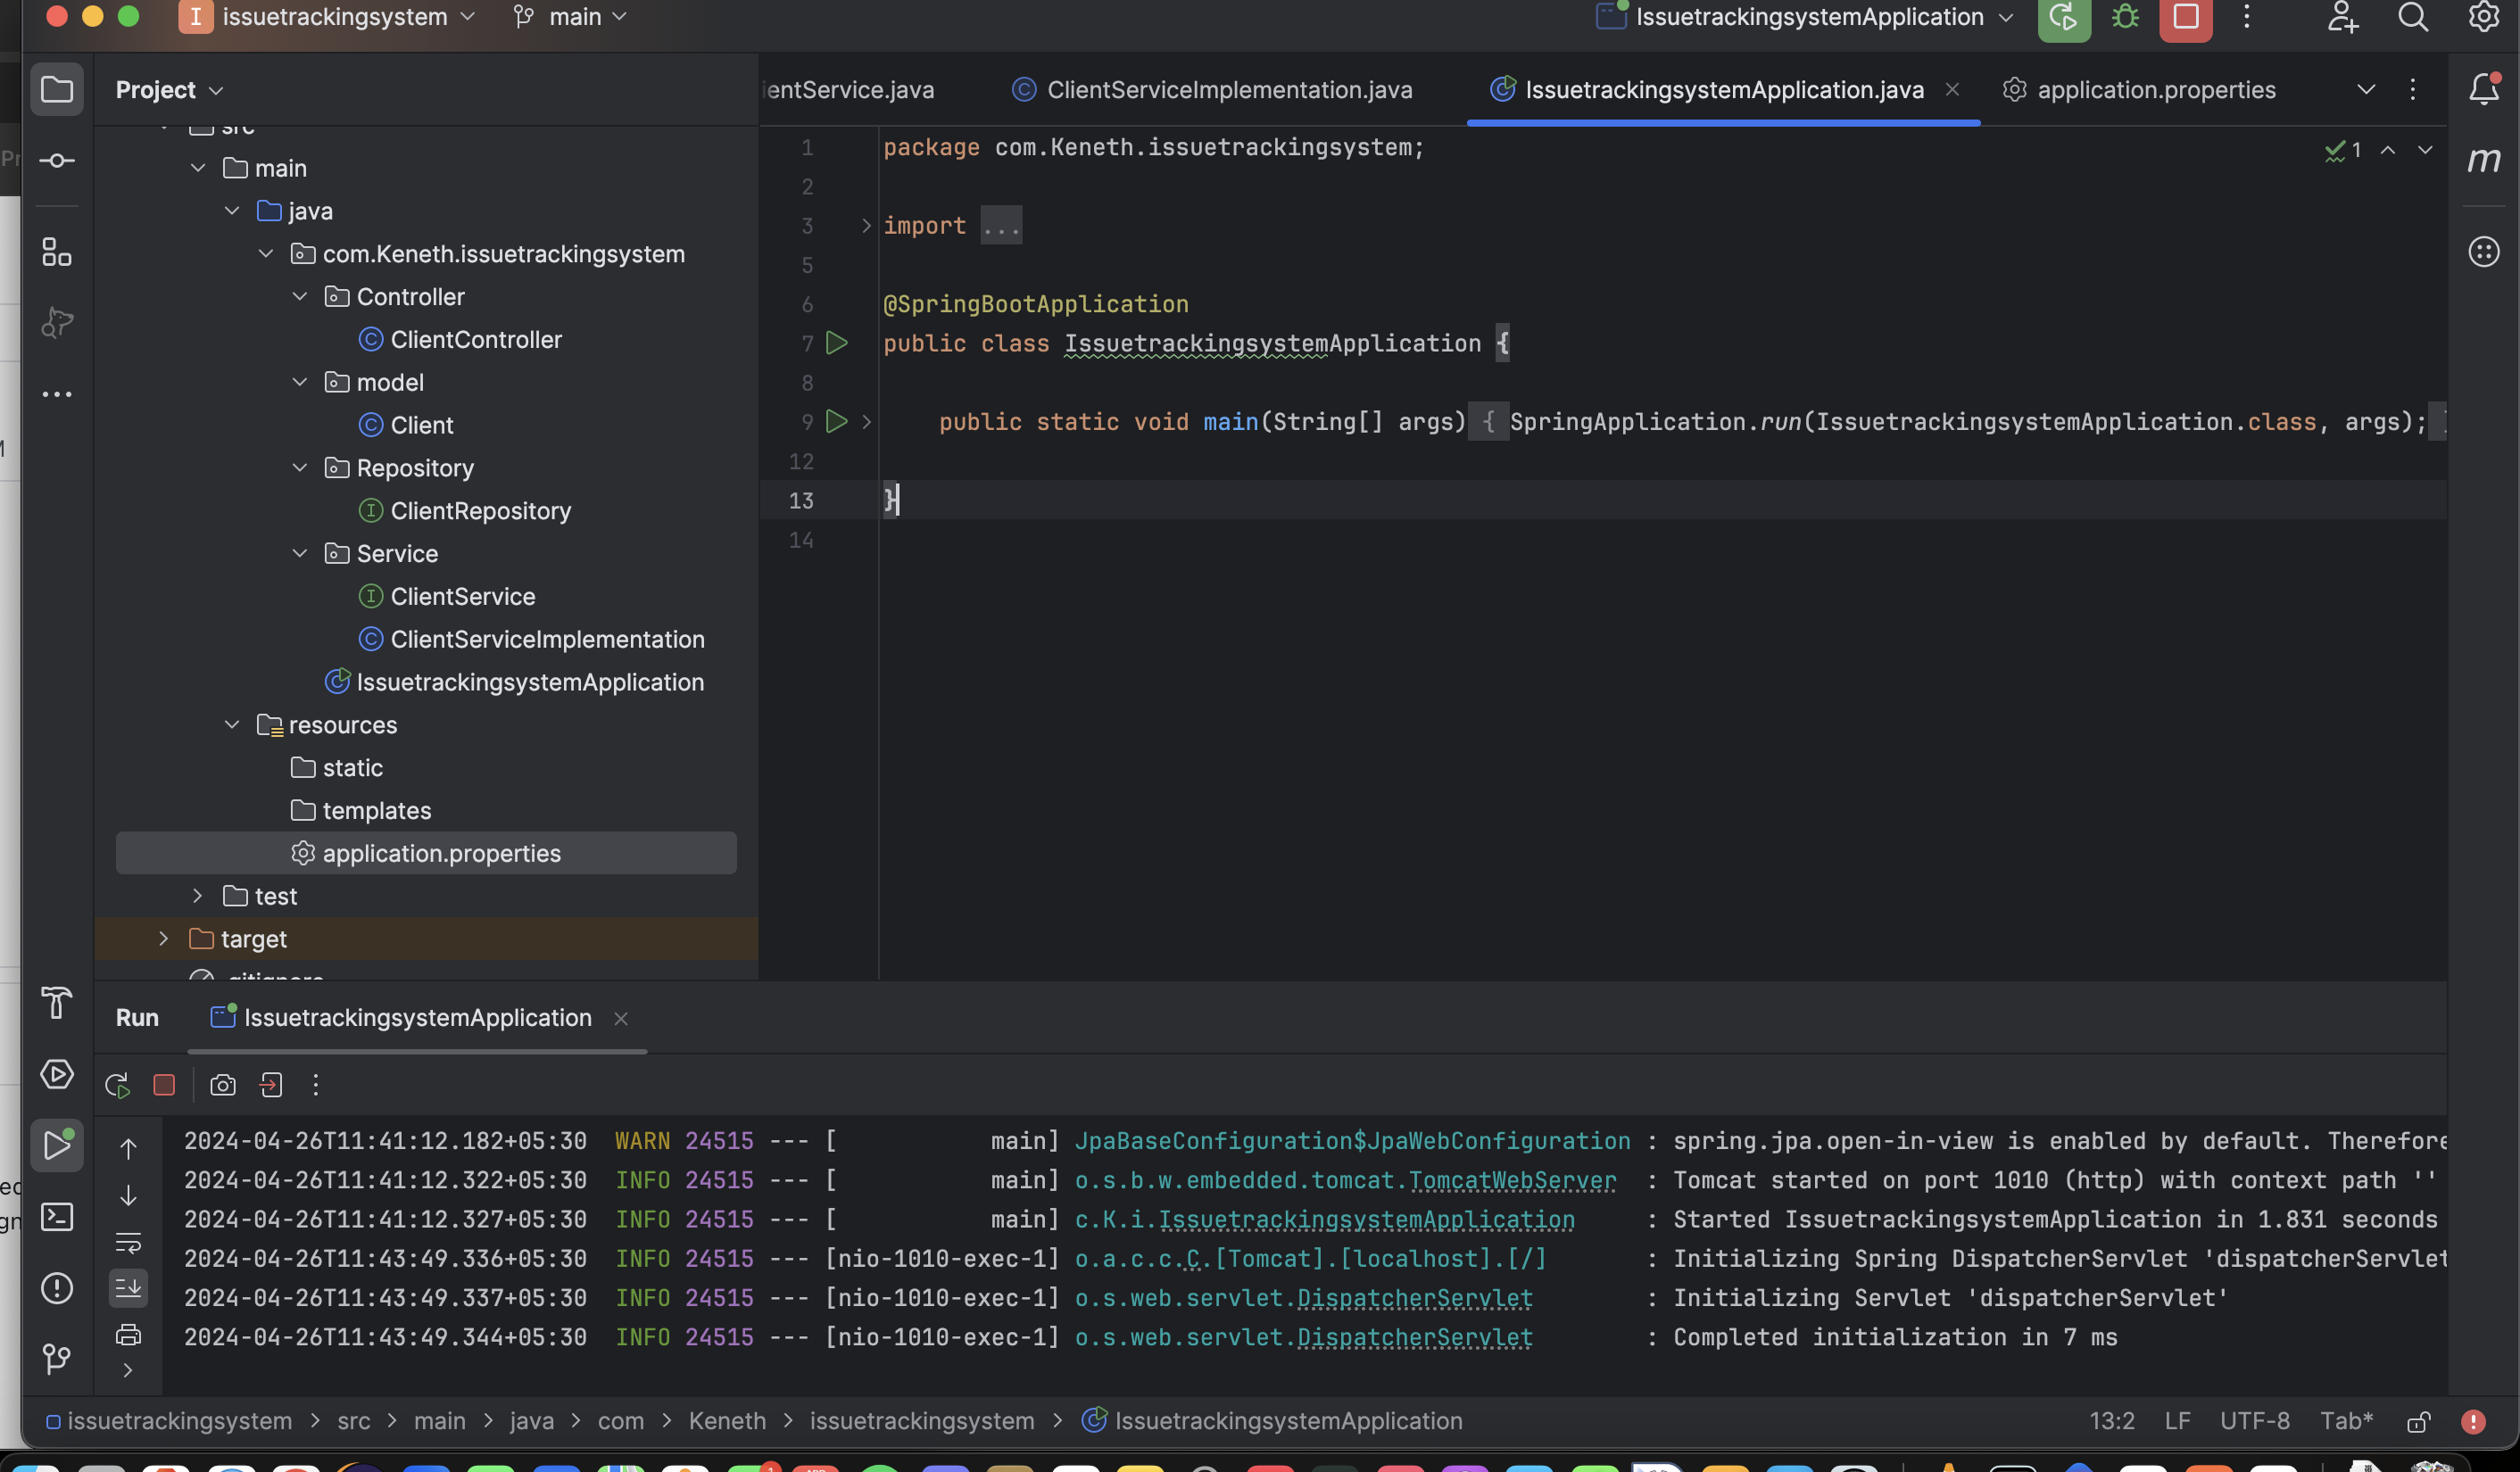 I issuetrackingsystem main IssuetrackingsystemApplication
Project
ientService.java ClientServiceImplementation.java IssuetrackingsystemApplication.java application.properties
src
main
java
com.Keneth.issuetrackingsystem
Controller
ClientController
model
Client
Repository
ClientRepository
Service
ClientService
ClientServiceImplementation
IssuetrackingsystemApplication
resources
static
templates
application.properties
test
target
.gitignore
1 package com.Keneth.issuetrackingsystem;
2
3 import ...
5
6 @SpringBootApplication
7 public class IssuetrackingsystemApplication {
8
9 public static void main(String[] args) { SpringApplication.run(IssuetrackingsystemApplication.class, args); }
12
13 }
14
1
m
Run IssuetrackingsystemApplication
2024-04-26T11:41:12.182+05:30 WARN 24515 --- [ main] JpaBaseConfiguration$JpaWebConfiguration : spring.jpa.open-in-view is enabled by default. Therefore
2024-04-26T11:41:12.322+05:30 INFO 24515 --- [ main] o.s.b.w.embedded.tomcat.TomcatWebServer : Tomcat started on port 1010 (http) with context path ''
2024-04-26T11:41:12.327+05:30 INFO 24515 --- [ main] c.K.i.IssuetrackingsystemApplication : Started IssuetrackingsystemApplication in 1.831 seconds
2024-04-26T11:43:49.336+05:30 INFO 24515 --- [nio-1010-exec-1] o.a.c.c.C.[Tomcat].[localhost].[/] : Initializing Spring DispatcherServlet 'dispatcherServlet
2024-04-26T11:43:49.337+05:30 INFO 24515 --- [nio-1010-exec-1] o.s.web.servlet.DispatcherServlet : Initializing Servlet 'dispatcherServlet'
2024-04-26T11:43:49.344+05:30 INFO 24515 --- [nio-1010-exec-1] o.s.web.servlet.DispatcherServlet : Completed initialization in 7 ms
issuetrackingsystem > src > main > java > com > Keneth > issuetrackingsystem > IssuetrackingsystemApplication 13:2 LF UTF-8 Tab*